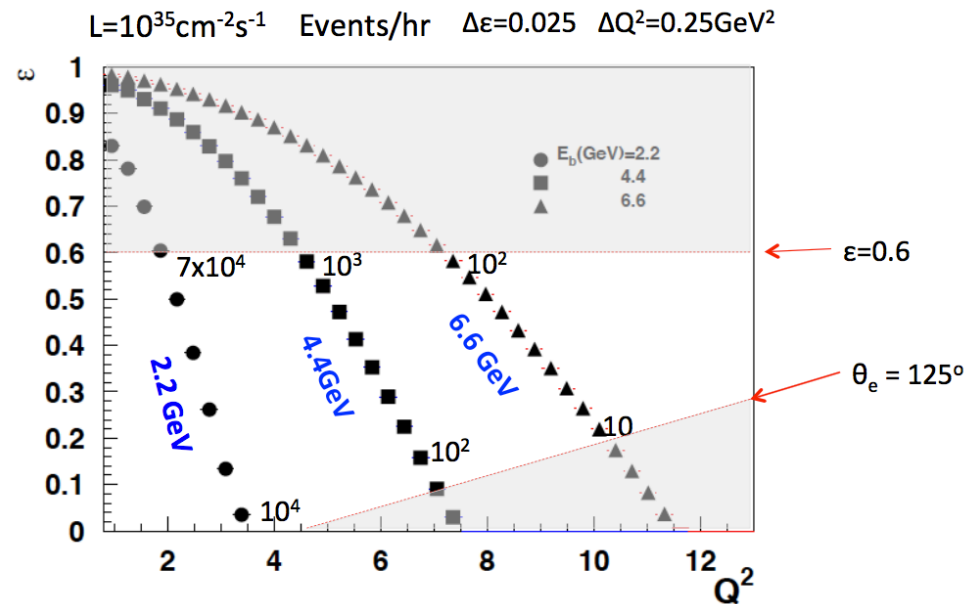 L=10³⁵cm⁻²s⁻¹ Events/hr Δε=0.025 ΔQ²=0.25GeV²
ε
1
0.9
0.8
0.7
0.6
0.5
0.4
0.3
0.2
0.1
0
E_b(GeV)=2.2
4.4
6.6
7x10⁴
10³
10²
ε=0.6
2.2 GeV
4.4GeV
6.6 GeV
θ_e = 125°
10
10²
10⁴
2 4 6 8 10 12
Q²